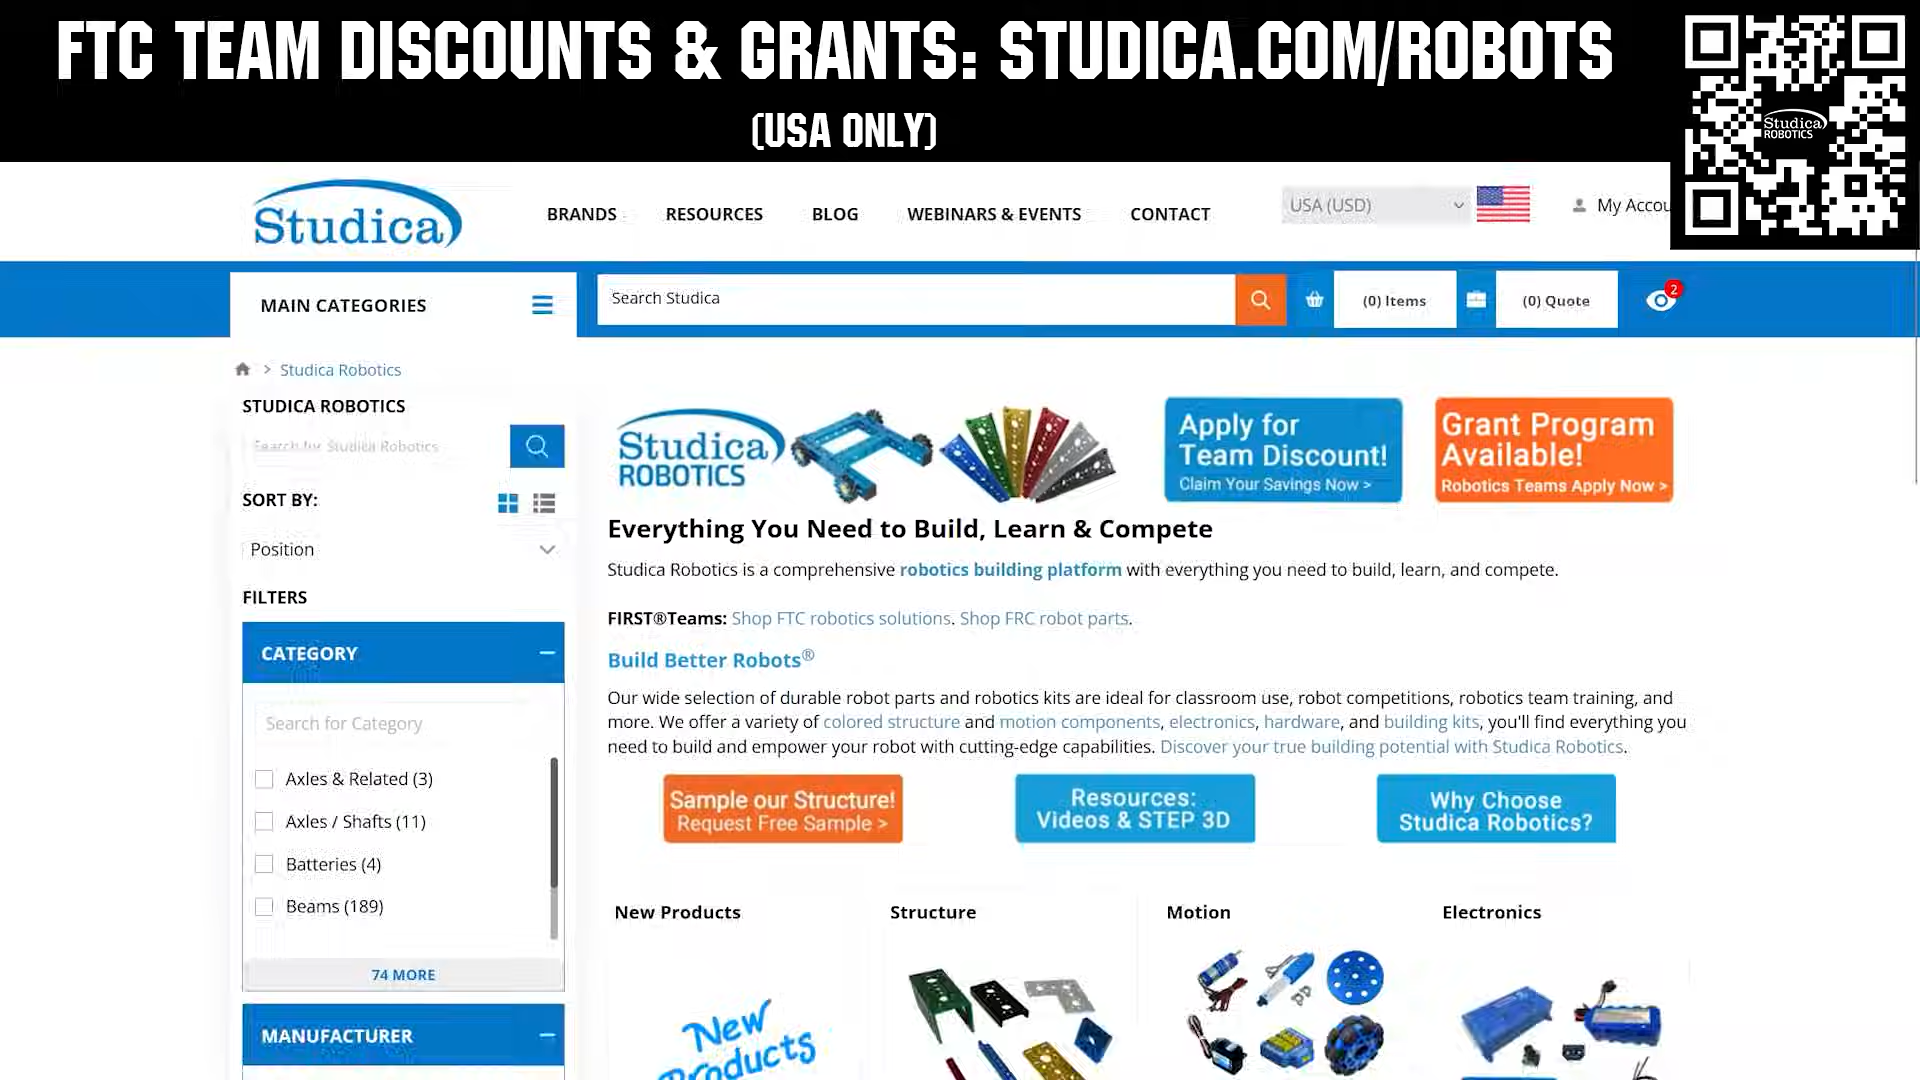 FTC TEAM DISCOUNTS & GRANTS: STUDICA.COM/ROBOTS
(USA ONLY)
Studica ROBOTICS
Studica
BRANDS
RESOURCES
BLOG
WEBINARS & EVENTS
CONTACT
USA (USD)
My Accou
MAIN CATEGORIES
Search Studica
(0) Items
(0) Quote
2
> Studica Robotics
STUDICA ROBOTICS
Search for Studica Robotics
SORT BY:
Position
FILTERS
CATEGORY
Search for Category
Axles & Related (3)
Axles / Shafts (11)
Batteries (4)
Beams (189)
74 MORE
MANUFACTURER
Studica
ROBOTICS
Apply for
Team Discount!
Claim Your Savings Now >
Grant Program
Available!
Robotics Teams Apply Now >
Everything You Need to Build, Learn & Compete
Studica Robotics is a comprehensive robotics building platform with everything you need to build, learn, and compete.
FIRST®Teams: Shop FTC robotics solutions. Shop FRC robot parts.
Build Better Robots®
Our wide selection of durable robot parts and robotics kits are ideal for classroom use, robot competitions, robotics team training, and
more. We offer a variety of colored structure and motion components, electronics, hardware, and building kits, you'll find everything you
need to build and empower your robot with cutting-edge capabilities. Discover your true building potential with Studica Robotics.
Sample our Structure!
Request Free Sample >
Resources:
Videos & STEP 3D
Why Choose
Studica Robotics?
New Products
Structure
Motion
Electronics
New
Products